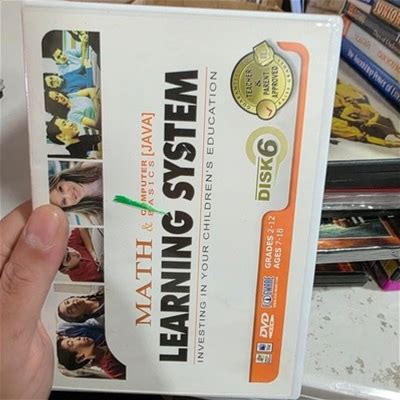 MATH & COMPUTER [JAVA]
BASICS
LEARNING SYSTEM
INVESTING IN YOUR CHILDREN'S EDUCATION
TEACHER
&
PARENT
APPROVED
DISK 6
GRADES 2-12
AGES 7-18
DVD